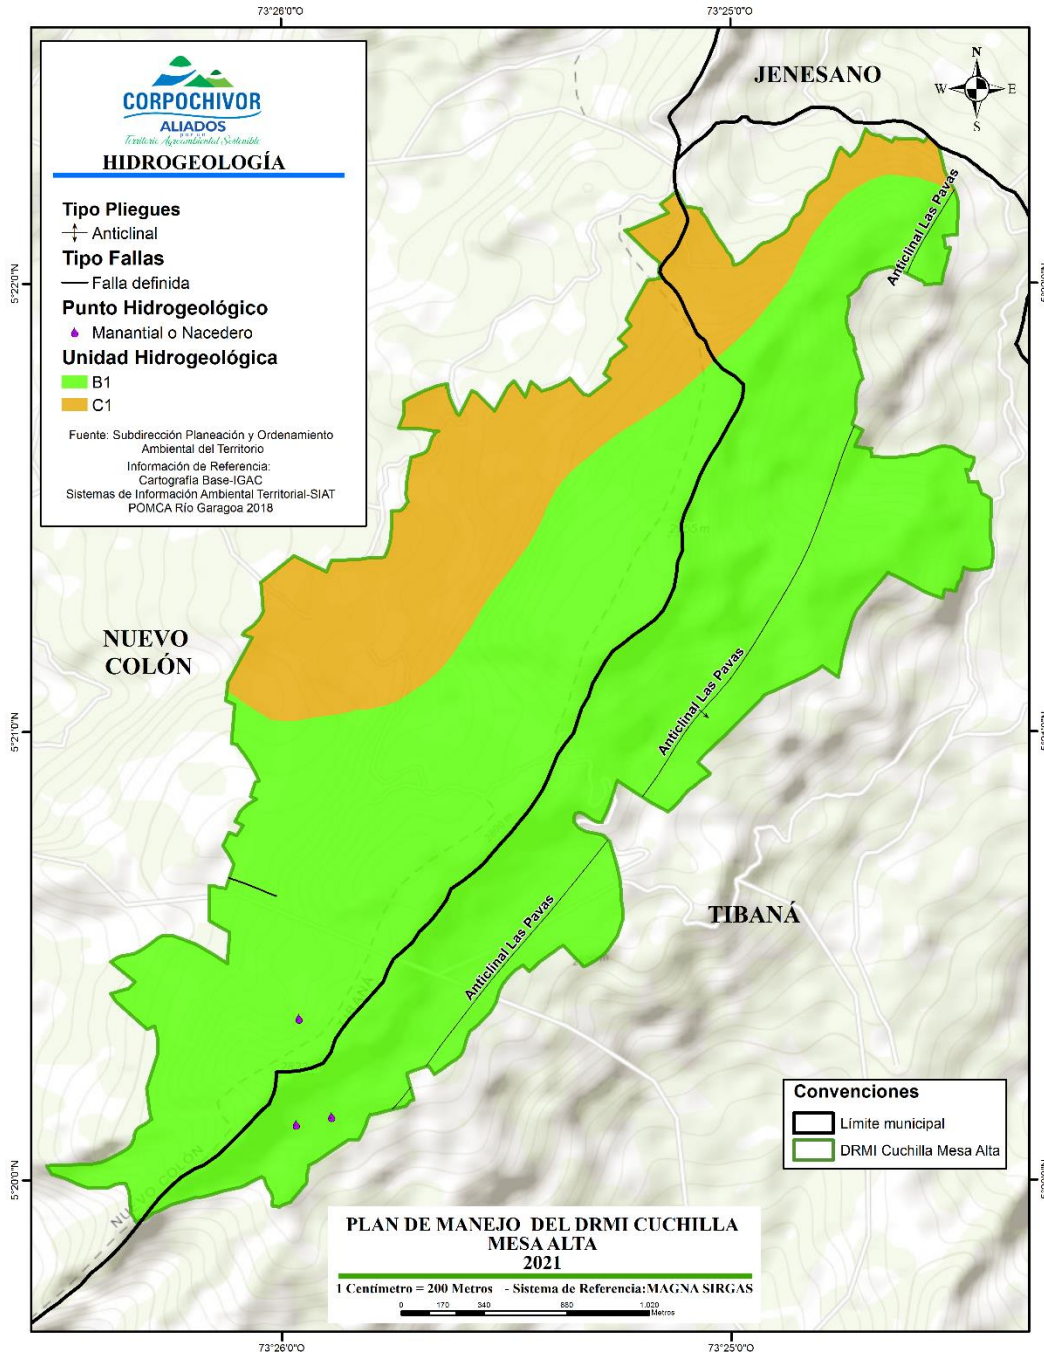 73°26'0"O
73°25'0"O
CORPOCHIVOR
ALIADOS
por un
Territorio Agroambiental Sostenible
HIDROGEOLOGÍA
Tipo Pliegues
Anticlinal
Tipo Fallas
Falla definida
Punto Hidrogeológico
Manantial o Nacedero
Unidad Hidrogeológica
B1
C1
Fuente: Subdirección Planeación y Ordenamiento
Ambiental del Territorio
Información de Referencia:
Cartografía Base-IGAC
Sistemas de Información Ambiental Territorial-SIAT
POMCA Río Garagoa 2018
JENESANO
N
W
E
S
Anticlinal Las Pavas
5°22'0"N
NUEVO
COLÓN
Anticlinal Las Pavas
5°21'0"N
TIBANÁ
Anticlinal Las Pavas
NUEVO COLÓN
5°20'0"N
Convenciones
Límite municipal
DRMI Cuchilla Mesa Alta
PLAN DE MANEJO DEL DRMI CUCHILLA
MESA ALTA
2021
1 Centímetro = 200 Metros - Sistema de Referencia:MAGNA SIRGAS
0 170 340 680 1.020
Metros
73°26'0"O
73°25'0"O